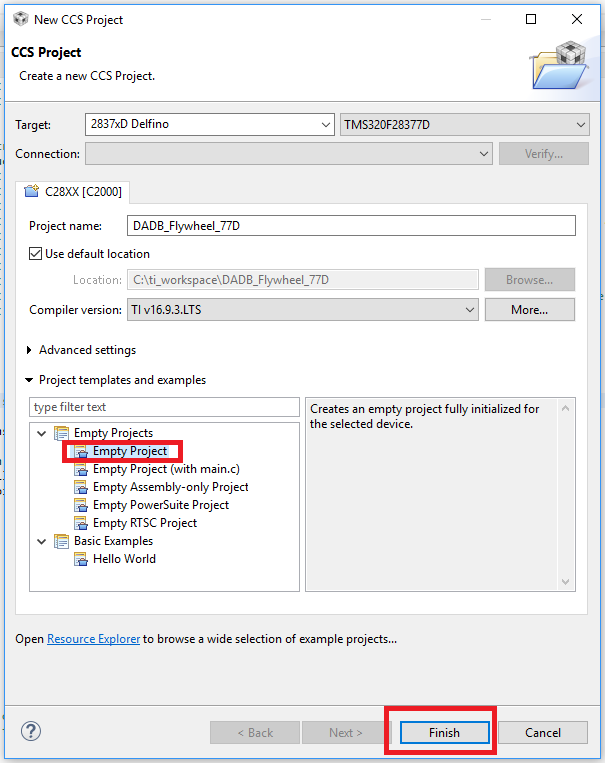 New CCS Project
CCS Project
Create a new CCS Project.
Target: 2837xD Delfino TMS320F28377D
Connection: Verify...
C28XX [C2000]
Project name: DADB_Flywheel_77D
Use default location
Location: C:\ti_workspace\DADB_Flywheel_77D Browse...
Compiler version: TI v16.9.3.LTS More...
Advanced settings
Project templates and examples
type filter text
Empty Projects
Empty Project
Empty Project (with main.c)
Empty Assembly-only Project
Empty PowerSuite Project
Empty RTSC Project
Basic Examples
Hello World
Creates an empty project fully initialized for
the selected device.
Open Resource Explorer to browse a wide selection of example projects...
? < Back Next > Finish Cancel